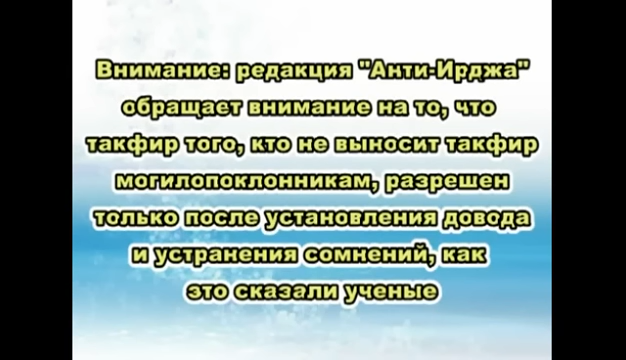 Внимание: редакция "Анти-Ирджа"
обращает внимание на то, что
такфир того, кто не выносит такфир
могилопоклонникам, разрешен
только после установления довода
и устранения сомнений, как
это сказали ученые